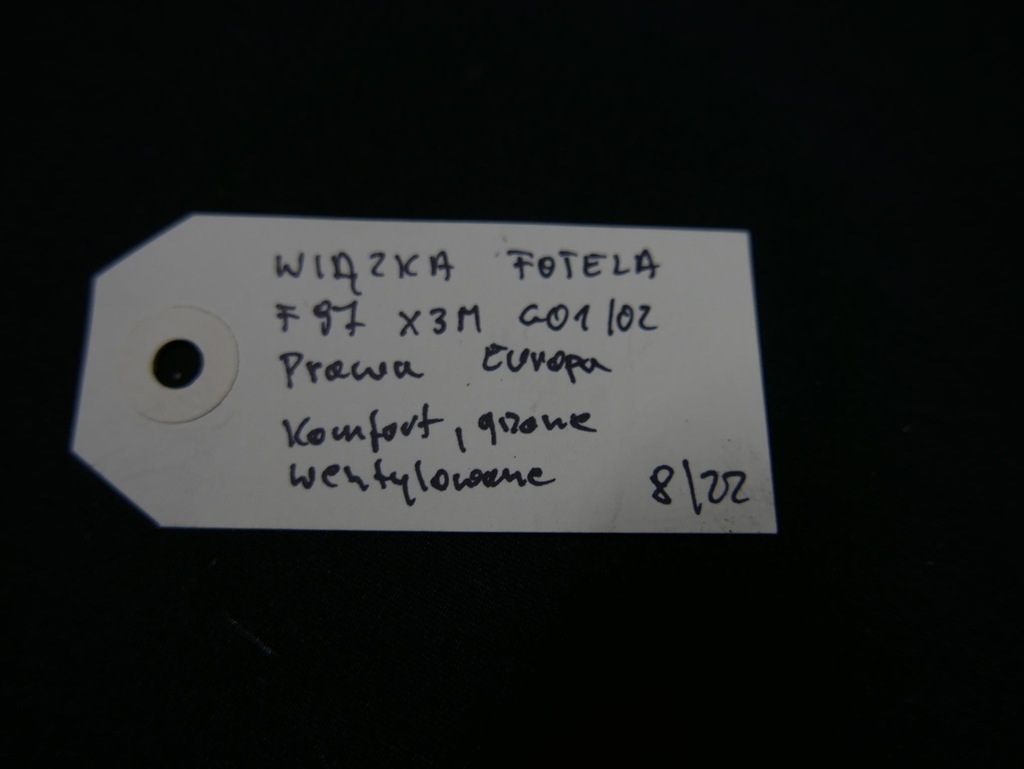 WIĄZKA FOTELA
F97 X3M G01/02
Prawa Europa
Komfort, grzane
wentylowane 8/22